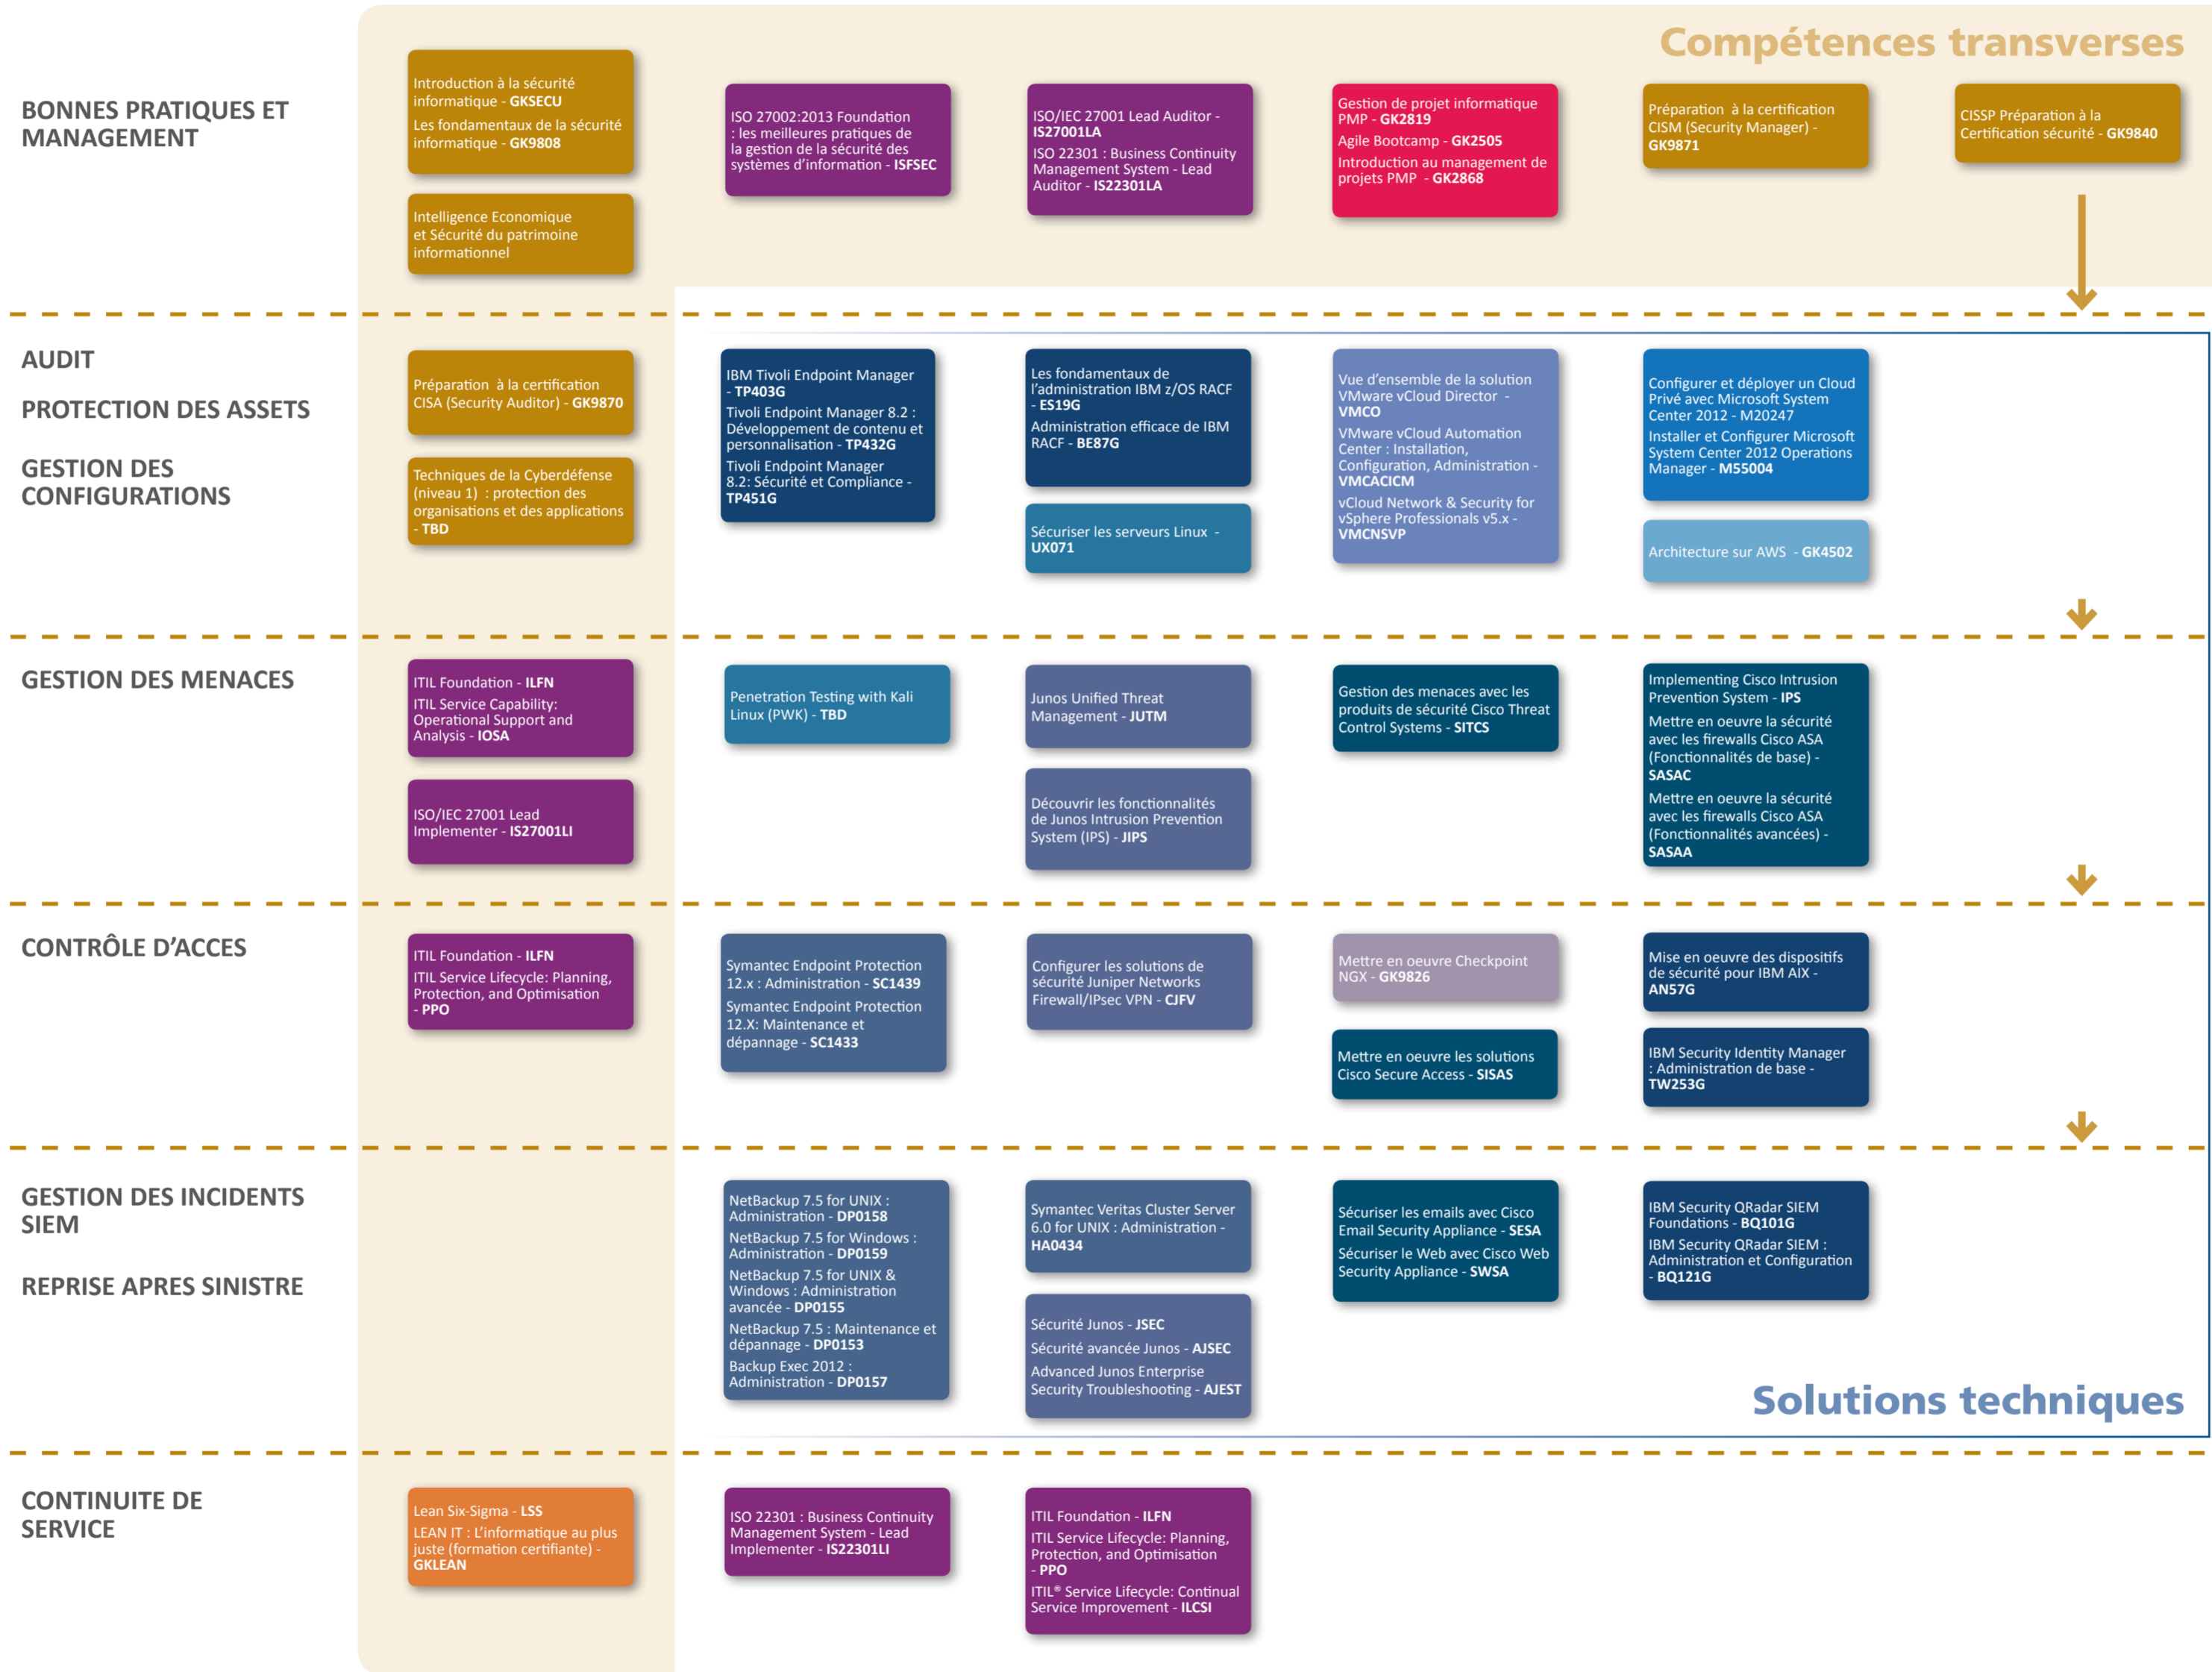 Compétences transverses
BONNES PRATIQUES ET
MANAGEMENT
Introduction à la sécurité
informatique - GKSECU
Les fondamentaux de la sécurité
informatique - GK9808
Intelligence Economique
et Sécurité du patrimoine
informationnel
ISO 27002:2013 Foundation
: les meilleures pratiques de
la gestion de la sécurité des
systèmes d’information - ISFSEC
ISO/IEC 27001 Lead Auditor -
IS27001LA
ISO 22301 : Business Continuity
Management System - Lead
Auditor - IS22301LA
Gestion de projet informatique
PMP - GK2819
Agile Bootcamp - GK2505
Introduction au management de
projets PMP - GK2868
Préparation à la certification
CISM (Security Manager) -
GK9871
CISSP Préparation à la
Certification sécurité - GK9840
AUDIT
PROTECTION DES ASSETS
GESTION DES
CONFIGURATIONS
Préparation à la certification
CISA (Security Auditor) - GK9870
Techniques de la Cyberdéfense
(niveau 1) : protection des
organisations et des applications
- TBD
IBM Tivoli Endpoint Manager
- TP403G
Tivoli Endpoint Manager 8.2 :
Développement de contenu et
personnalisation - TP432G
Tivoli Endpoint Manager
8.2: Sécurité et Compliance -
TP451G
Les fondamentaux de
l’administration IBM z/OS RACF
- ES19G
Administration efficace de IBM
RACF - BE87G
Sécuriser les serveurs Linux -
UX071
Vue d’ensemble de la solution
VMware vCloud Director -
VMCO
VMware vCloud Automation
Center : Installation,
Configuration, Administration -
VMCACICM
vCloud Network & Security for
vSphere Professionals v5.x -
VMCNSVP
Configurer et déployer un Cloud
Privé avec Microsoft System
Center 2012 - M20247
Installer et Configurer Microsoft
System Center 2012 Operations
Manager - M55004
Architecture sur AWS - GK4502
GESTION DES MENACES
ITIL Foundation - ILFN
ITIL Service Capability:
Operational Support and
Analysis - IOSA
ISO/IEC 27001 Lead
Implementer - IS27001LI
Penetration Testing with Kali
Linux (PWK) - TBD
Junos Unified Threat
Management - JUTM
Découvrir les fonctionnalités
de Junos Intrusion Prevention
System (IPS) - JIPS
Gestion des menaces avec les
produits de sécurité Cisco Threat
Control Systems - SITCS
Implementing Cisco Intrusion
Prevention System - IPS
Mettre en oeuvre la sécurité
avec les firewalls Cisco ASA
(Fonctionnalités de base) -
SASAC
Mettre en oeuvre la sécurité
avec les firewalls Cisco ASA
(Fonctionnalités avancées) -
SASAA
CONTRÔLE D’ACCES
ITIL Foundation - ILFN
ITIL Service Lifecycle: Planning,
Protection, and Optimisation
- PPO
Symantec Endpoint Protection
12.x : Administration - SC1439
Symantec Endpoint Protection
12.X: Maintenance et
dépannage - SC1433
Configurer les solutions de
sécurité Juniper Networks
Firewall/IPsec VPN - CJFV
Mettre en oeuvre Checkpoint
NGX - GK9826
Mettre en oeuvre les solutions
Cisco Secure Access - SISAS
Mise en oeuvre des dispositifs
de sécurité pour IBM AIX -
AN57G
IBM Security Identity Manager
: Administration de base -
TW253G
GESTION DES INCIDENTS
SIEM
REPRISE APRES SINISTRE
NetBackup 7.5 for UNIX :
Administration - DP0158
NetBackup 7.5 for Windows :
Administration - DP0159
NetBackup 7.5 for UNIX &
Windows : Administration
avancée - DP0155
NetBackup 7.5 : Maintenance et
dépannage - DP0153
Backup Exec 2012 :
Administration - DP0157
Symantec Veritas Cluster Server
6.0 for UNIX : Administration -
HA0434
Sécurité Junos - JSEC
Sécurité avancée Junos - AJSEC
Advanced Junos Enterprise
Security Troubleshooting - AJEST
Sécuriser les emails avec Cisco
Email Security Appliance - SESA
Sécuriser le Web avec Cisco Web
Security Appliance - SWSA
IBM Security QRadar SIEM
Foundations - BQ101G
IBM Security QRadar SIEM :
Administration et Configuration
- BQ121G
Solutions techniques
CONTINUITE DE
SERVICE
Lean Six-Sigma - LSS
LEAN IT : L’informatique au plus
juste (formation certifiante) -
GKLEAN
ISO 22301 : Business Continuity
Management System - Lead
Implementer - IS22301LI
ITIL Foundation - ILFN
ITIL Service Lifecycle: Planning,
Protection, and Optimisation
- PPO
ITIL® Service Lifecycle: Continual
Service Improvement - ILCSI